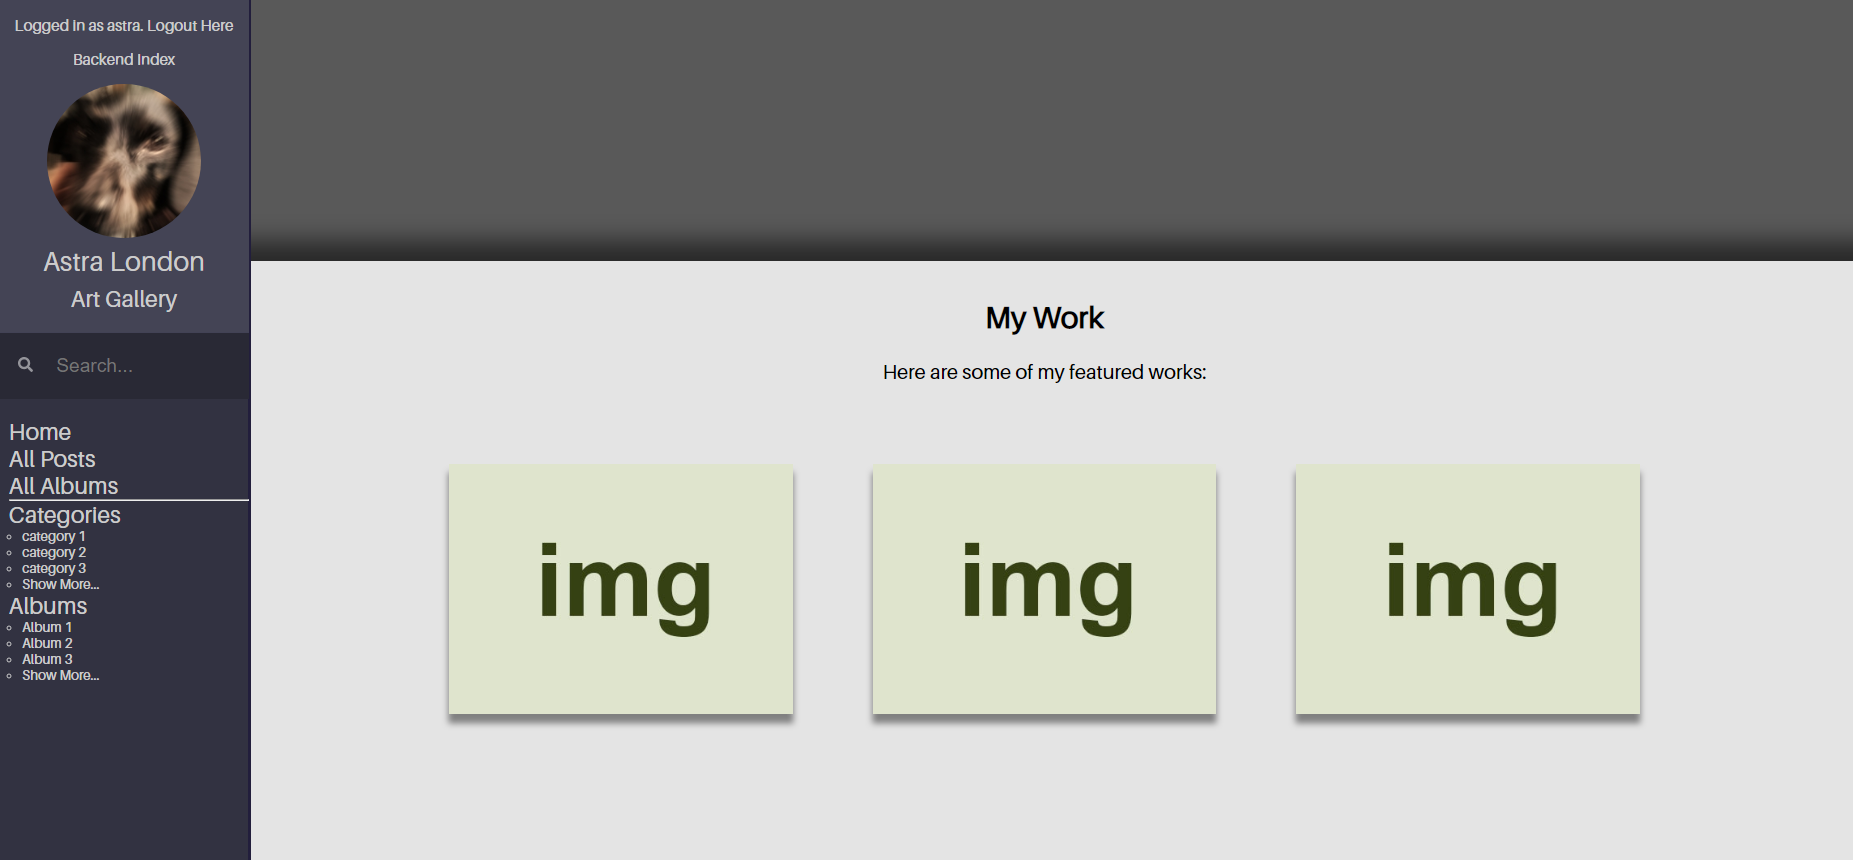 Logged in as astra. Logout Here
Backend Index
Astra London
Art Gallery
Search...
Home
All Posts
All Albums
Categories
category 1
category 2
category 3
Show More...
Albums
Album 1
Album 2
Album 3
Show More...
My Work
Here are some of my featured works:
img
img
img